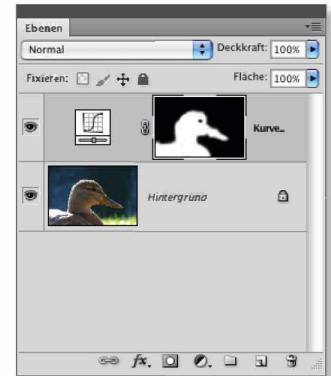 Ebenen
Normal Deckkraft: 100%
Fixieren: Fläche: 100%
Kurve...
Hintergrund
fx.